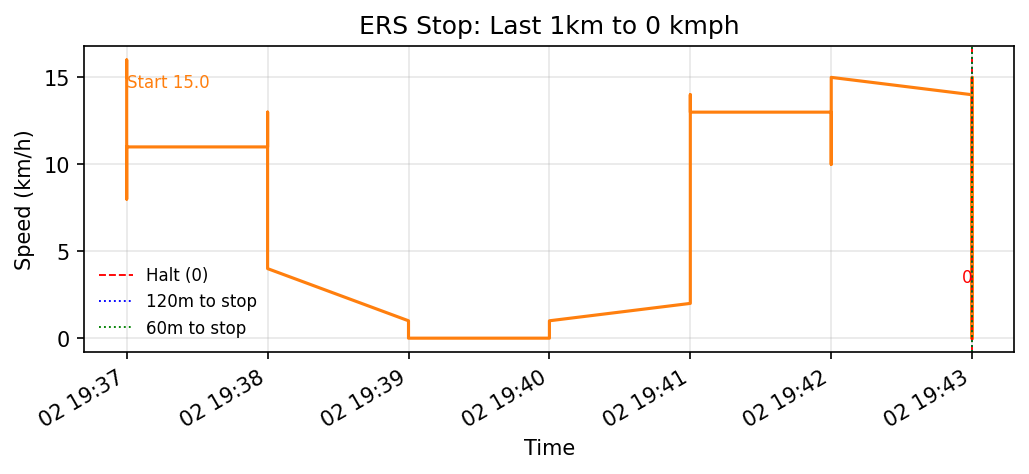 ERS Stop: Last 1km to 0 kmph
Speed (km/h)
15
10
5
0
Start 15.0
0
Halt (0)
120m to stop
60m to stop
02 19:37
02 19:38
02 19:39
02 19:40
02 19:41
02 19:42
02 19:43
Time